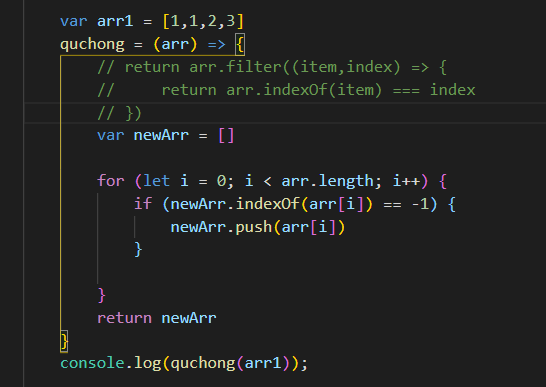 var arr1 = [1,1,2,3]
quchong = (arr) => {
// return arr.filter((item,index) => {
//     return arr.indexOf(item) === index
// })
var newArr = []
for (let i = 0; i < arr.length; i++) {
if (newArr.indexOf(arr[i]) == -1) {
newArr.push(arr[i])
}
}
return newArr
}
console.log(quchong(arr1));